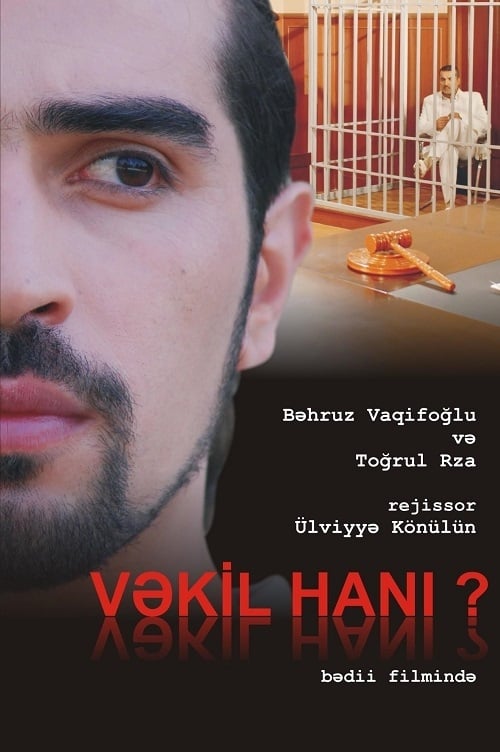 Bəhruz Vaqifoğlu
və
Toğrul Rza
rejissor
Ülviyyə Könülün
VƏKİL HANI ?
bədii filmində